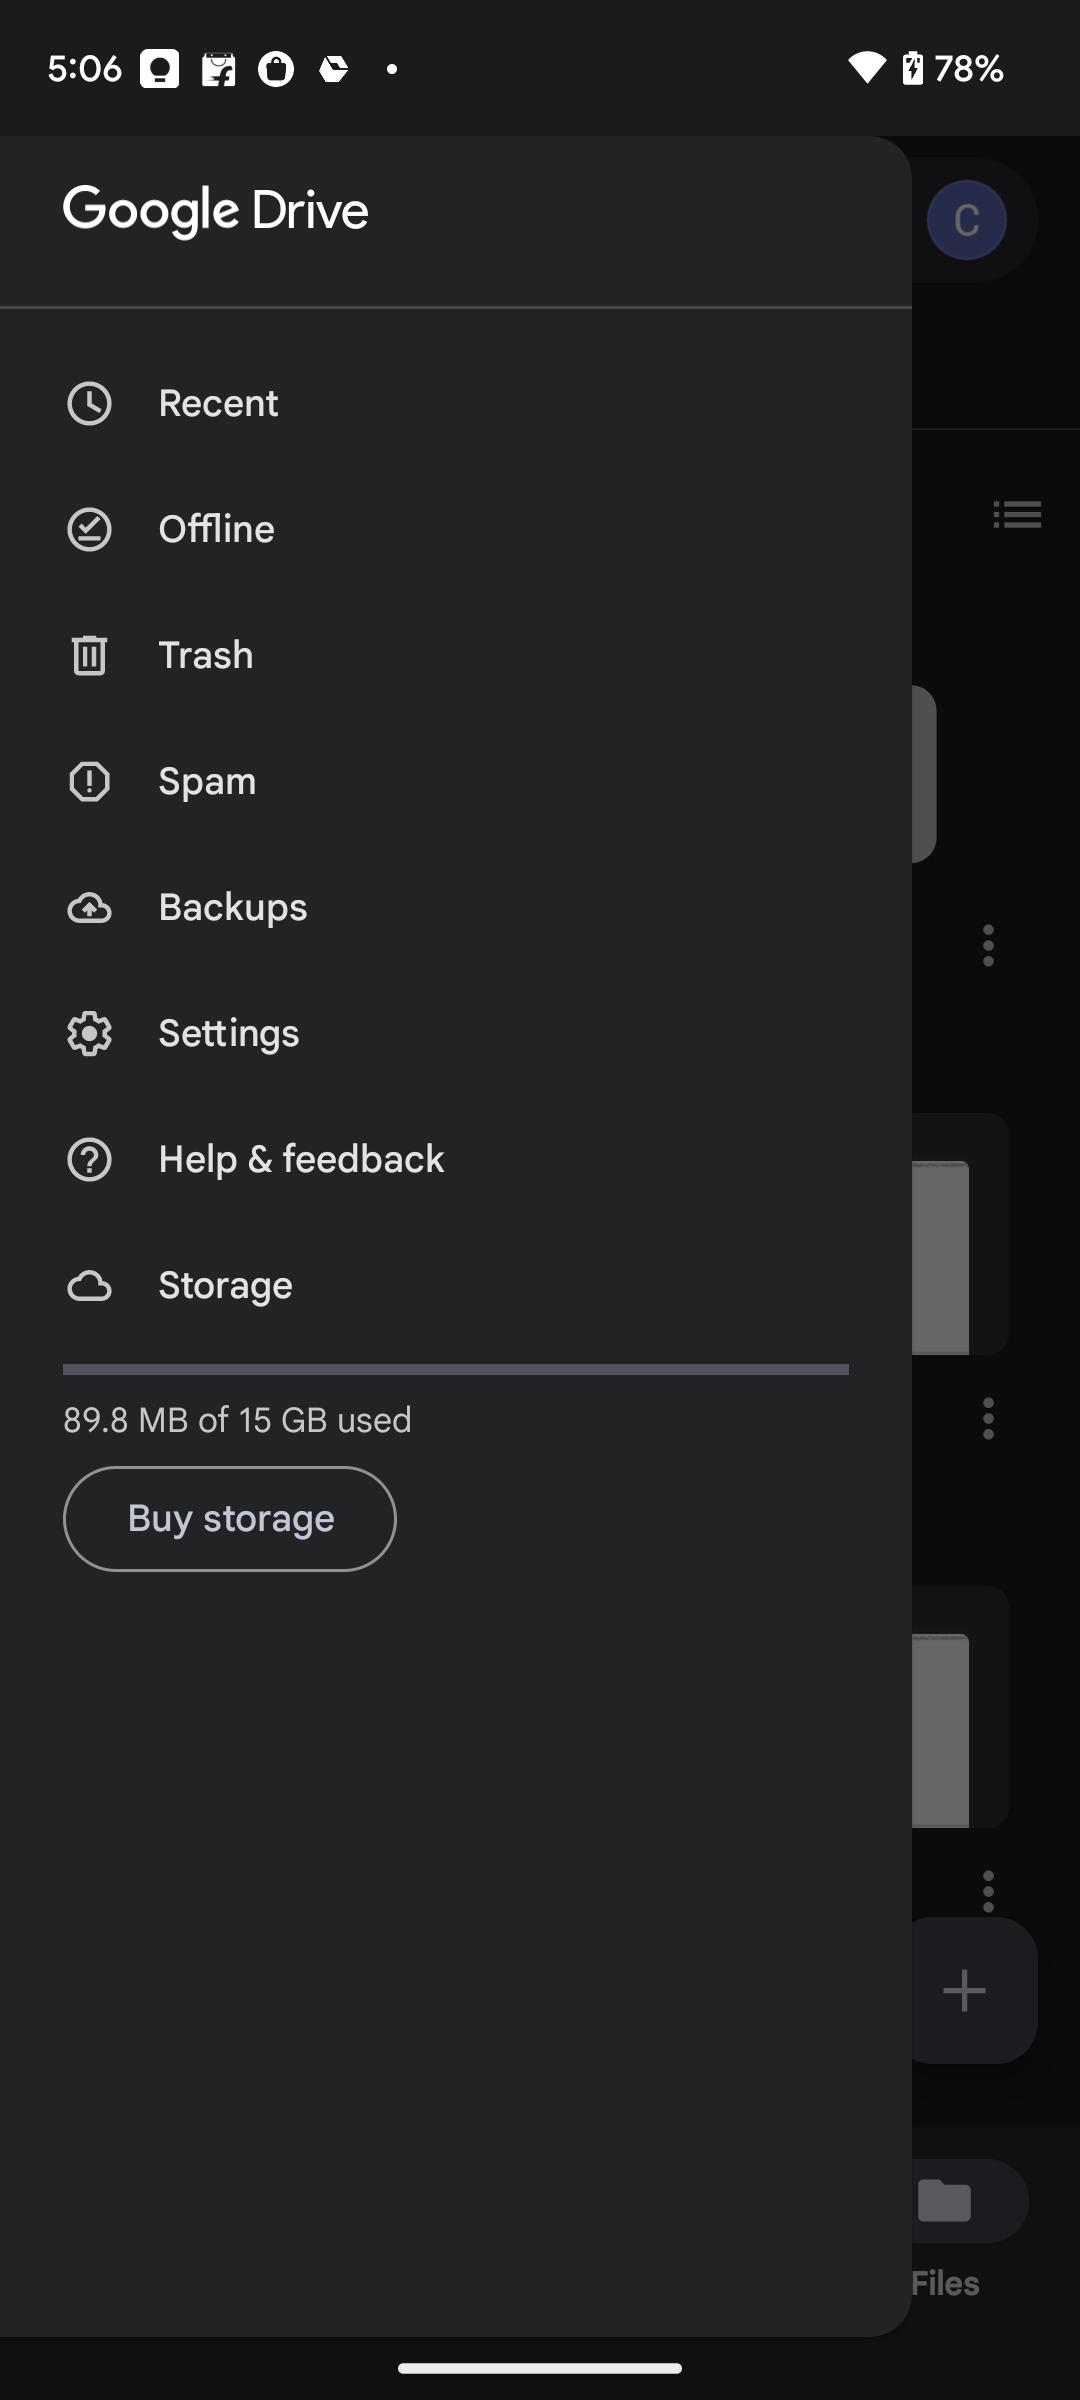 5:06 78%
Google Drive
C
Recent
Offline
Trash
Spam
Backups
Settings
Help & feedback
Storage
89.8 MB of 15 GB used
Buy storage
Files